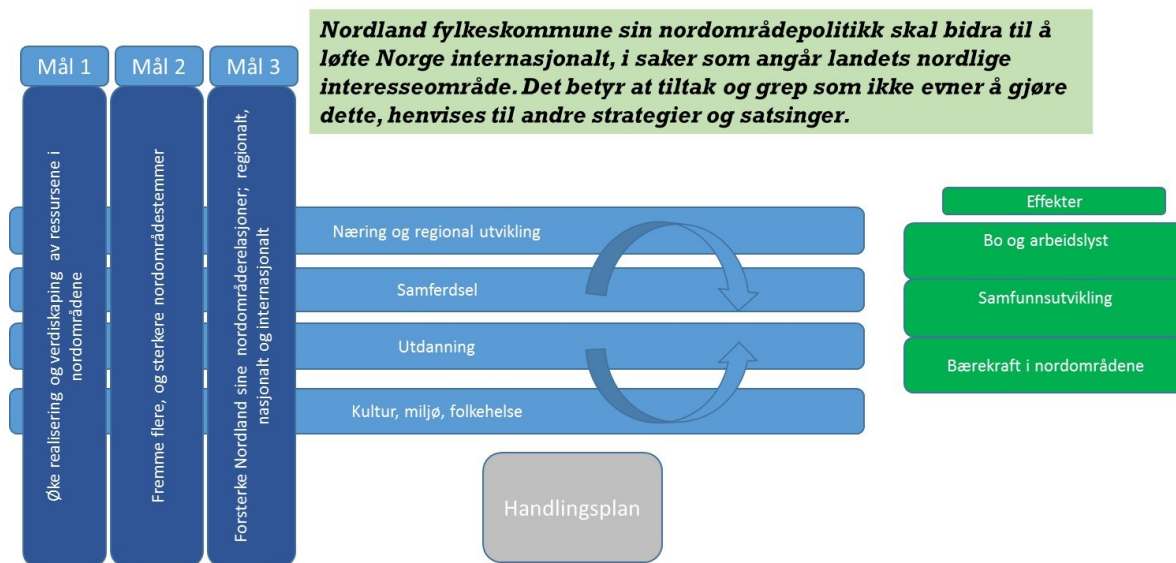 Nordland fylkeskommune sin nordområdepolitikk skal bidra til å
løfte Norge internasjonalt, i saker som angår landets nordlige
interesseområde. Det betyr at tiltak og grep som ikke evner å gjøre
dette, henvises til andre strategier og satsinger.
Mål 1
Mål 2
Mål 3
Øke realisering og verdiskaping av ressursene i
nordområdene
Fremme flere, og sterkere nordområdestemmer
Forsterke Nordland sine nordområderelasjoner; regionalt,
nasjonalt og internasjonalt
Næring og regional utvikling
Samferdsel
Utdanning
Kultur, miljø, folkehelse
Handlingsplan
Effekter
Bo og arbeidslyst
Samfunnsutvikling
Bærekraft i nordområdene